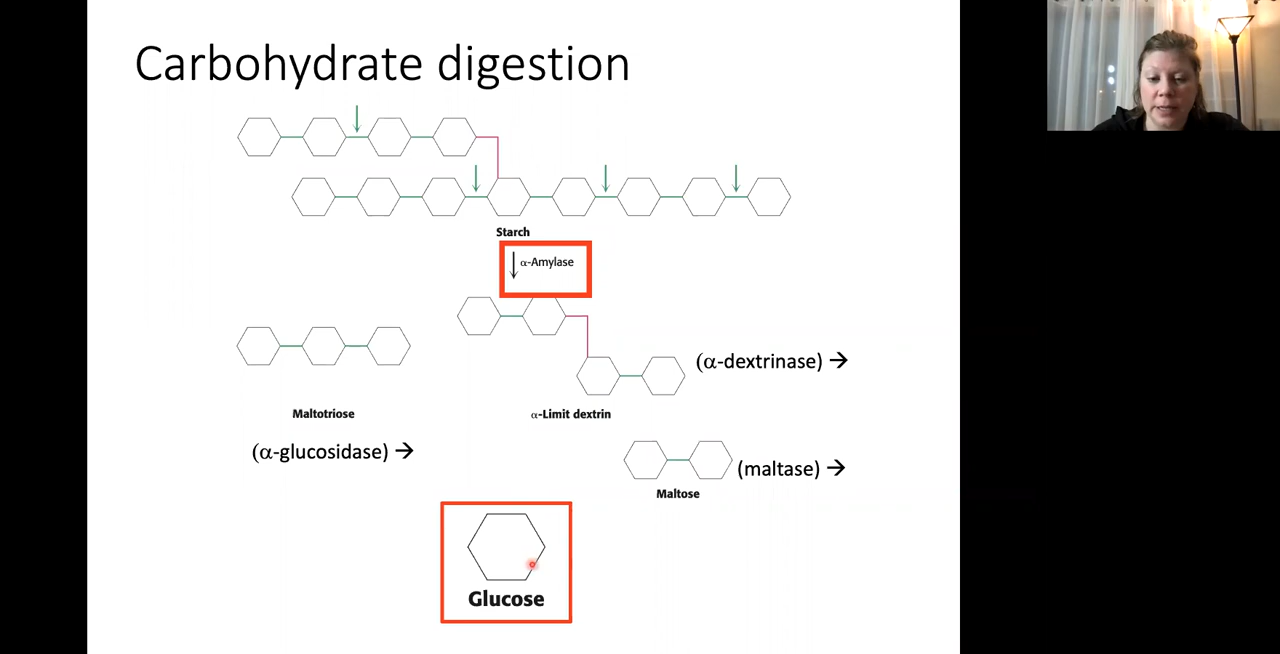 Carbohydrate digestion
Starch
α-Amylase
(α-dextrinase) →
Maltotriose
α-Limit dextrin
(α-glucosidase) →
(maltase) →
Maltose
Glucose